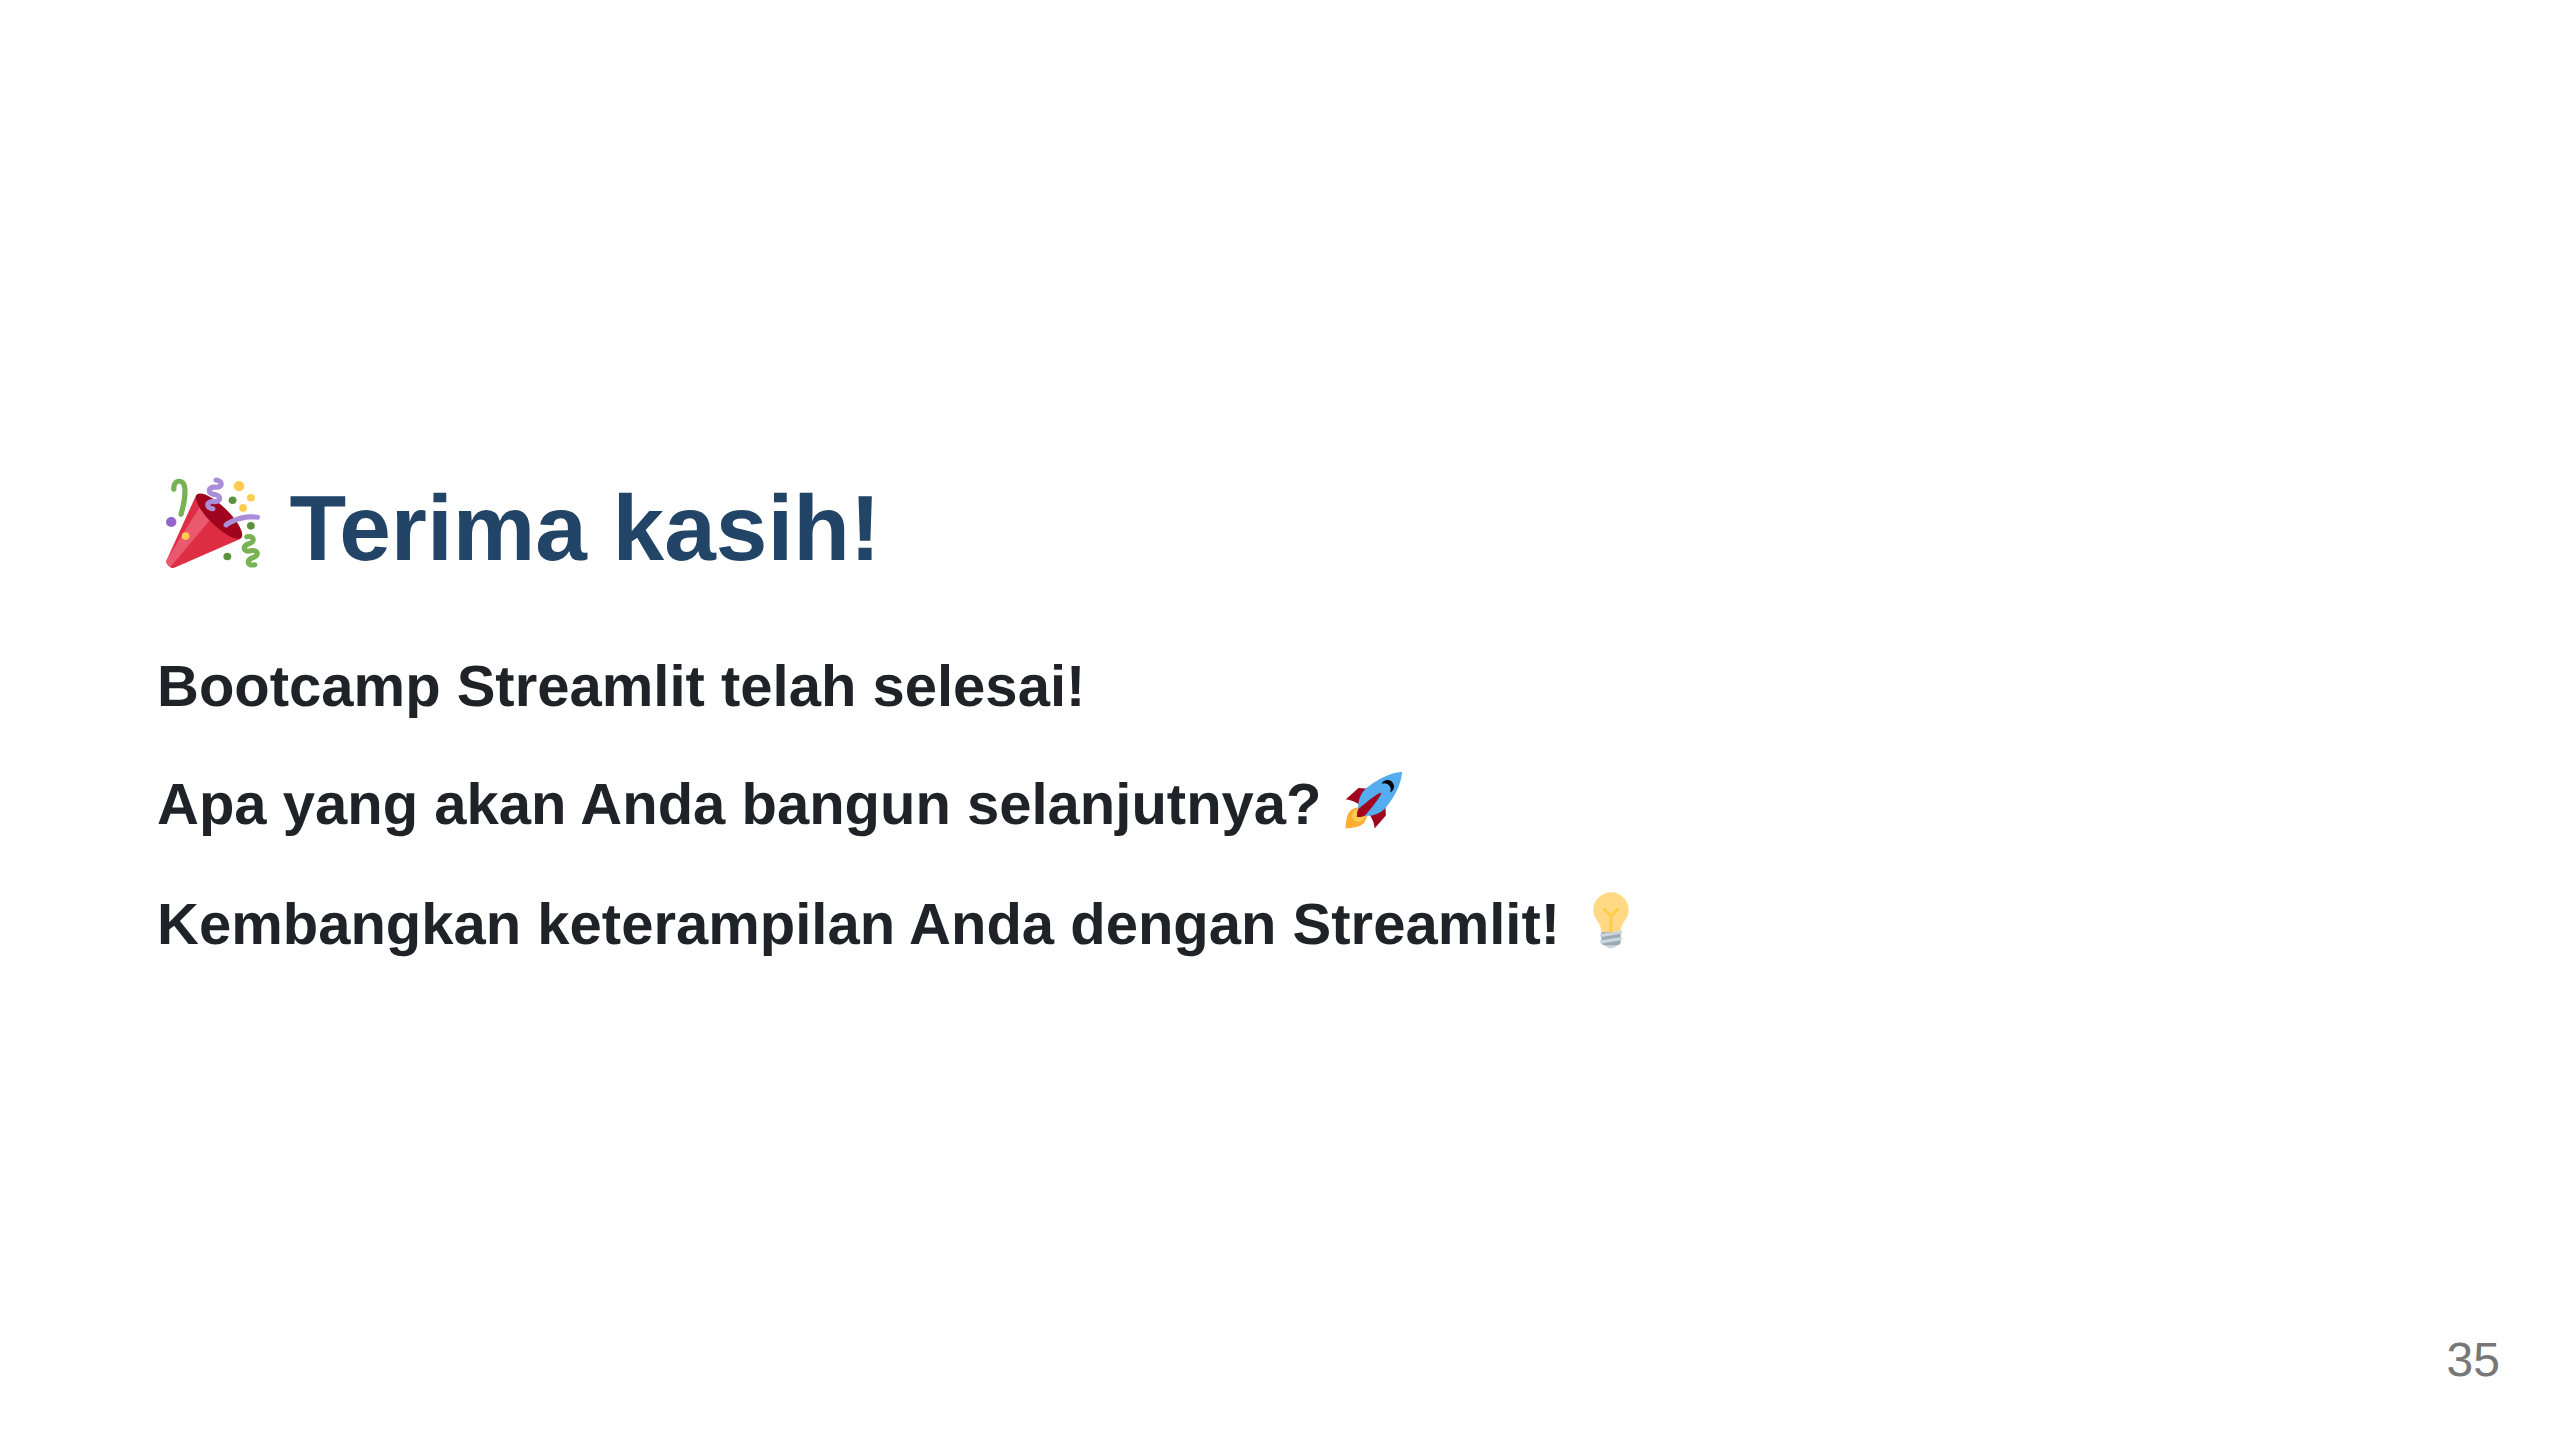 🎉 Terima kasih!
Bootcamp Streamlit telah selesai!
Apa yang akan Anda bangun selanjutnya? 🚀
Kembangkan keterampilan Anda dengan Streamlit! 💡
35